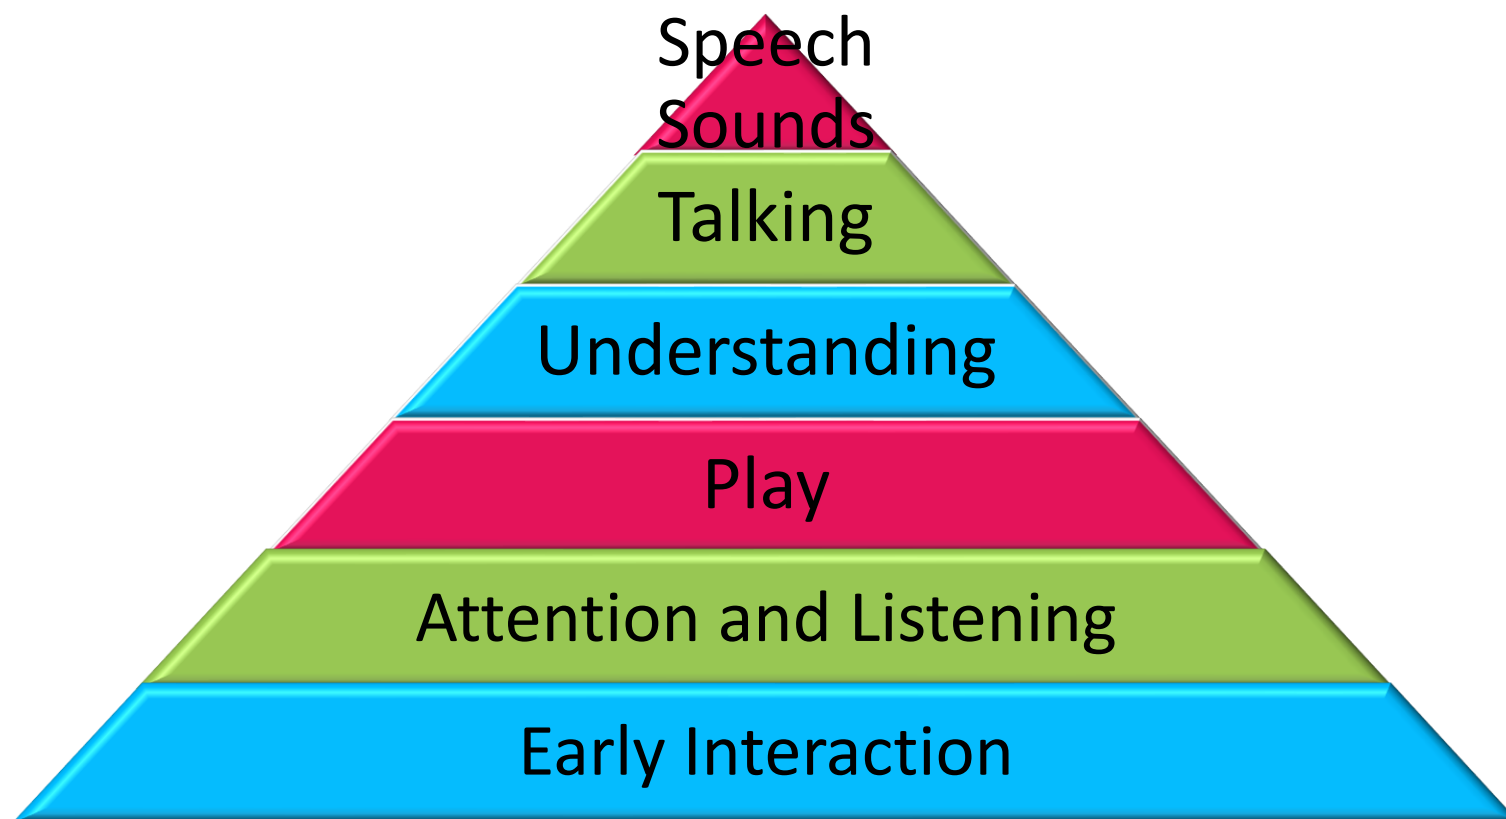 Speech
Sounds
Talking
Understanding
Play
Attention and Listening
Early Interaction